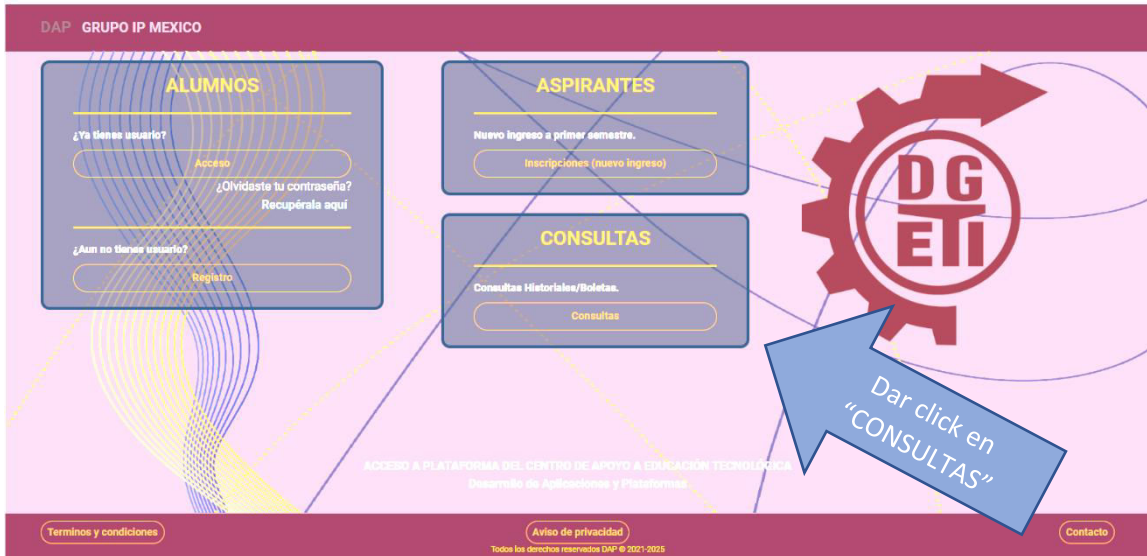 DAP GRUPO IP MEXICO
ALUMNOS
¿Ya tienes usuario?
Acceso
¿Olvidaste tu contraseña?
Recupérala aquí
¿Aun no tienes usuario?
Registro
ASPIRANTES
Nuevo ingreso a primer semestre.
Inscripciones (nuevo ingreso)
CONSULTAS
Consultas Historiales/Boletas.
Consultas
DG
ETI
Dar click en
“CONSULTAS”
ACCESO A PLATAFORMA DEL CENTRO DE APOYO A EDUCACIÓN TECNOLÓGICA
Desarrollo de Aplicaciones y Plataformas
Terminos y condiciones
Aviso de privacidad
Contacto
Todos los derechos reservados DAP © 2021-2025